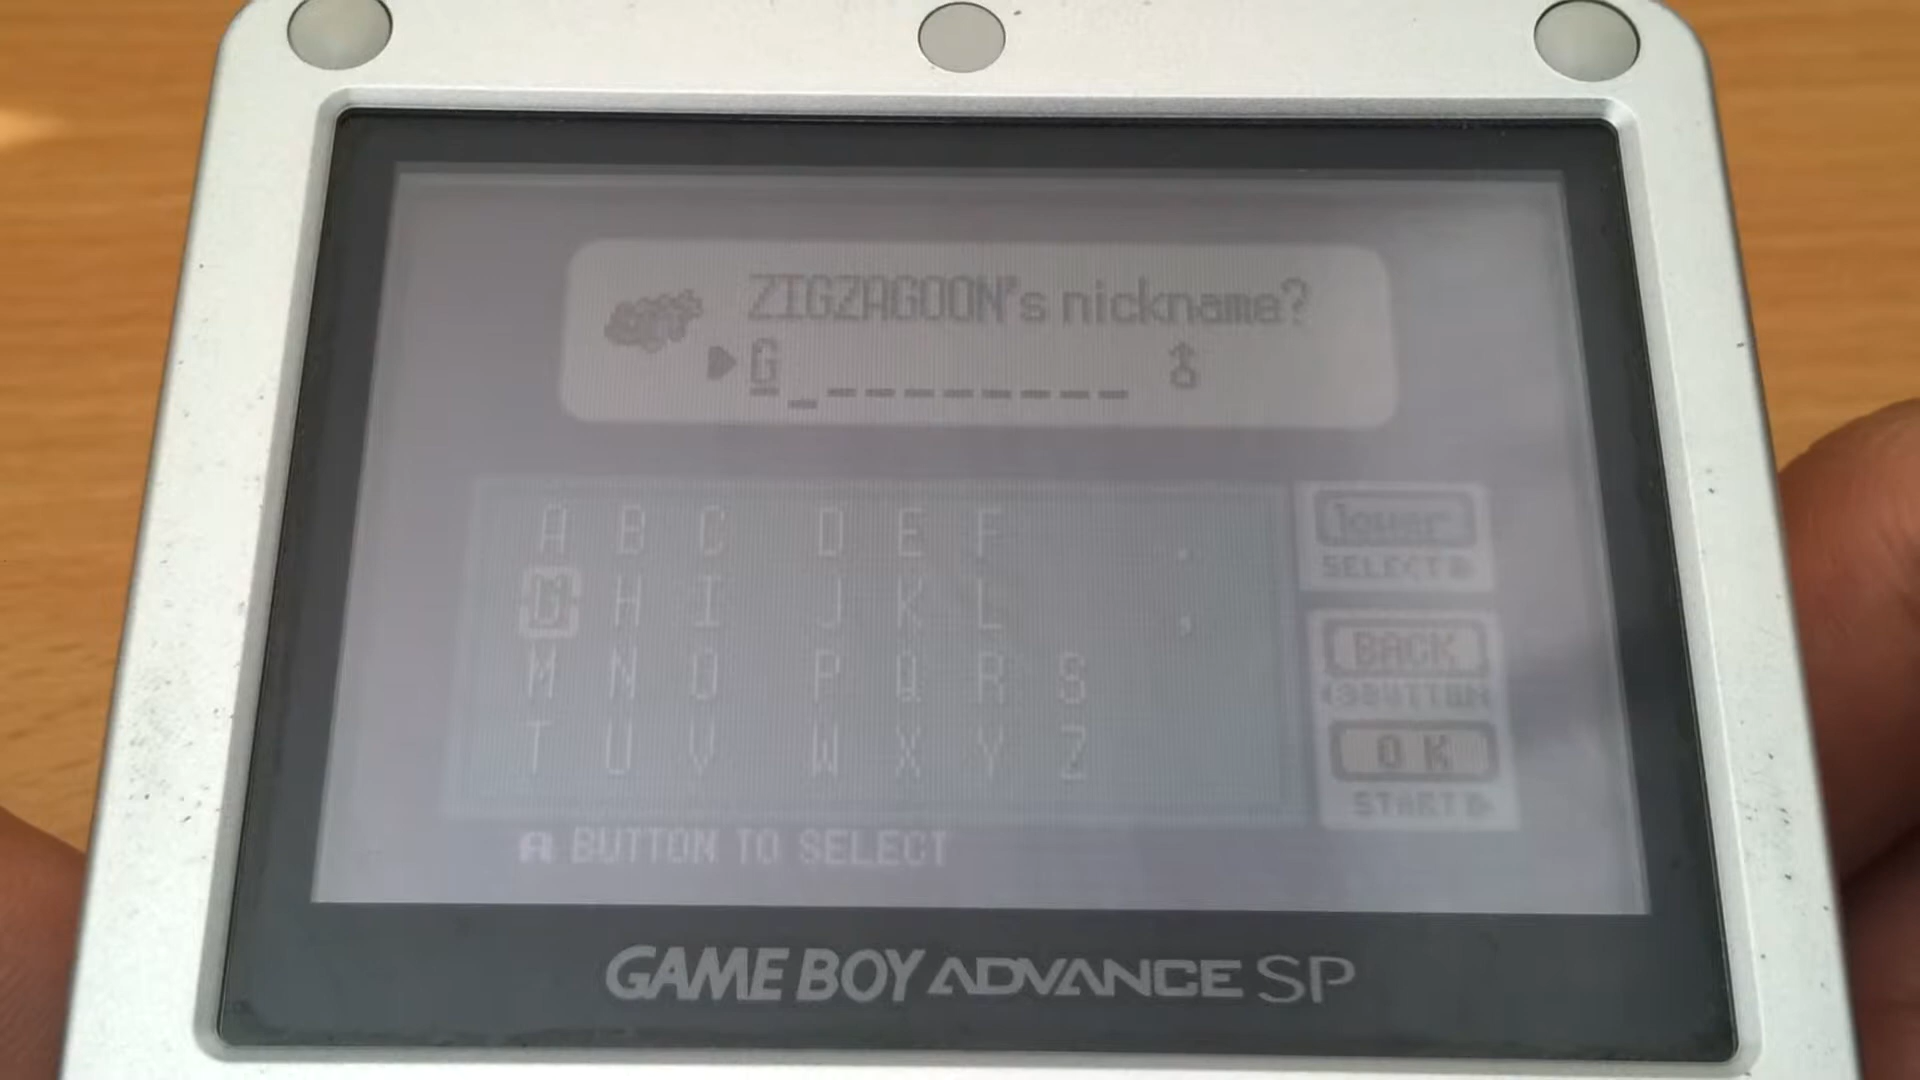 ZIGZAGOON's nickname?
G
A B C D E F .
G H I J K L ,
M N O P Q R S
T U V W X Y Z
lower
SELECT
BACK
B BUTTON
OK
START
A BUTTON TO SELECT
GAME BOY ADVANCE SP